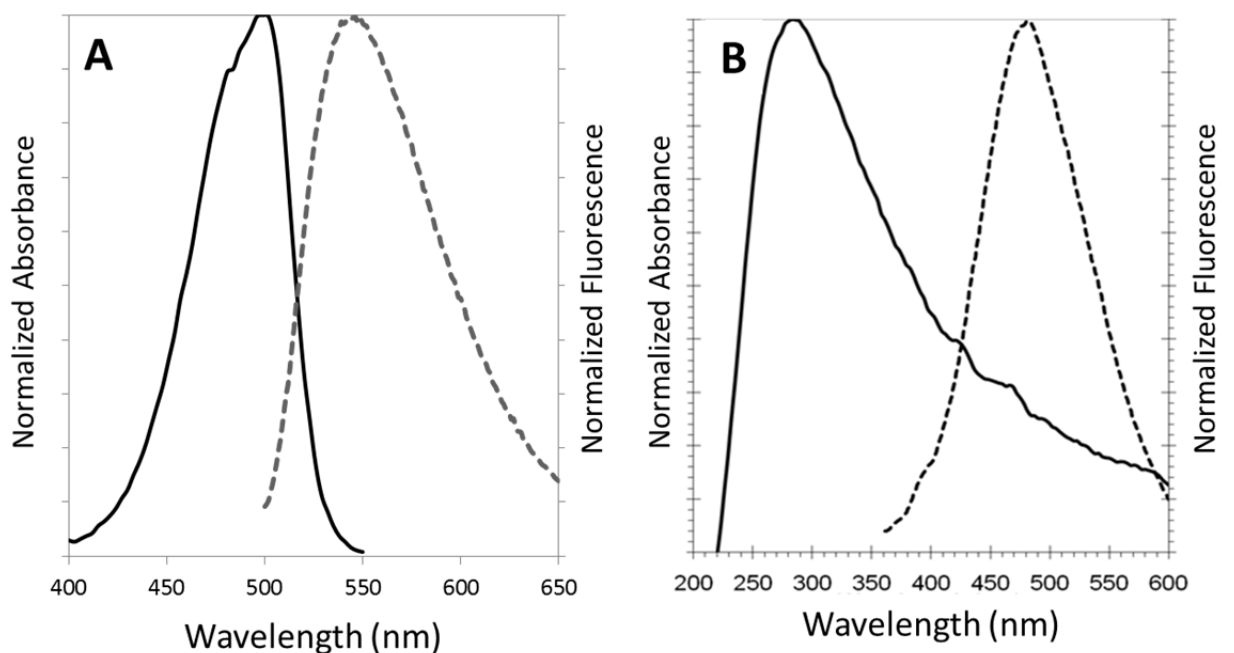 A
Normalized Absorbance
Normalized Fluorescence
400 450 500 550 600 650
Wavelength (nm)
B
Normalized Absorbance
Normalized Fluorescence
200 250 300 350 400 450 500 550 600
Wavelength (nm)